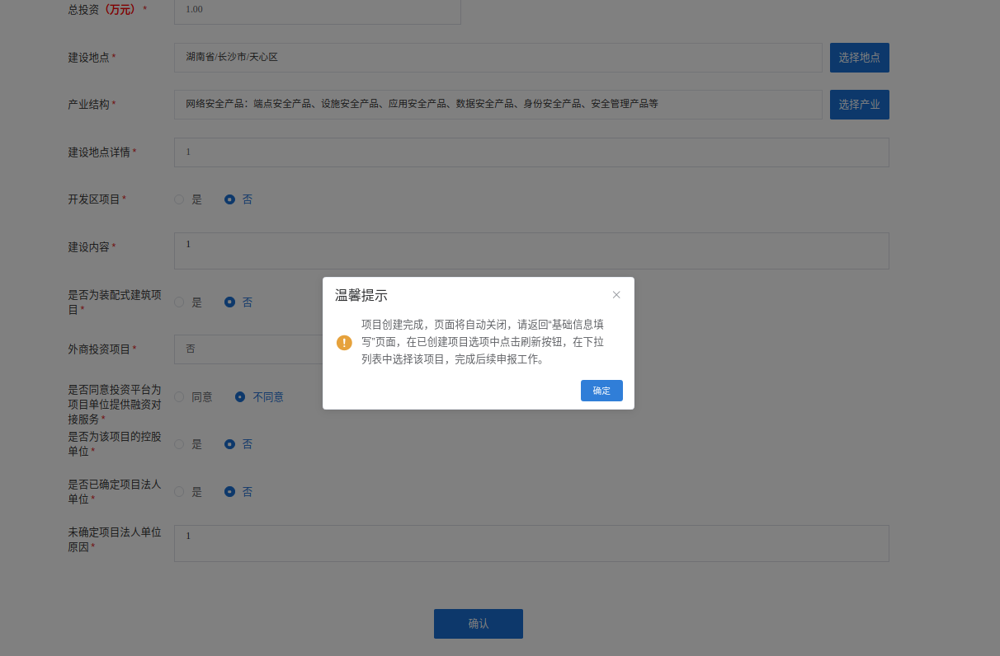 总投资（万元） *
1.00
建设地点 *
湖南省/长沙市/天心区
选择地点
产业结构 *
网络安全产品：端点安全产品、设施安全产品、应用安全产品、数据安全产品、身份安全产品、安全管理产品等
选择产业
建设地点详情 *
1
开发区项目 *
是 否
建设内容 *
1
是否为装配式建筑项
目 *
是 否
外商投资项目 *
否
温馨提示
项目创建完成，页面将自动关闭，请返回“基础信息填
写”页面，在已创建项目选项中点击刷新按钮，在下拉
列表中选择该项目，完成后续申报工作。
确定
是否同意投资平台为
项目单位提供融资对
接服务 *
同意 不同意
是否为该项目的控股
单位 *
是 否
是否已确定项目法人
单位 *
是 否
未确定项目法人单位
原因 *
1
确认